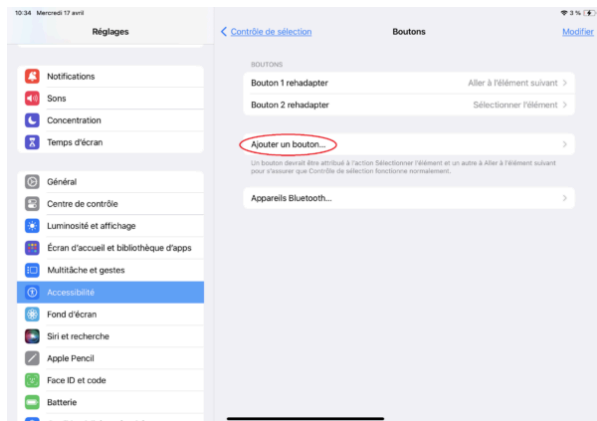 10:34 Mercredi 17 avril
3 %
Réglages
Notifications
Sons
Concentration
Temps d'écran
Général
Centre de contrôle
Luminosité et affichage
Écran d'accueil et bibliothèque d'apps
Multitâche et gestes
Accessibilité
Fond d'écran
Siri et recherche
Apple Pencil
Face ID et code
Batterie
Contrôle de sélection
Boutons
Modifier
BOUTONS
Bouton 1 rehadapter Aller à l'élément suivant
Bouton 2 rehadapter Sélectionner l'élément
Ajouter un bouton...
Un bouton devrait être attribué à l'action Sélectionner l'élément et un autre à Aller à l'élément suivant
pour s'assurer que Contrôle de sélection fonctionne normalement.
Appareils Bluetooth...